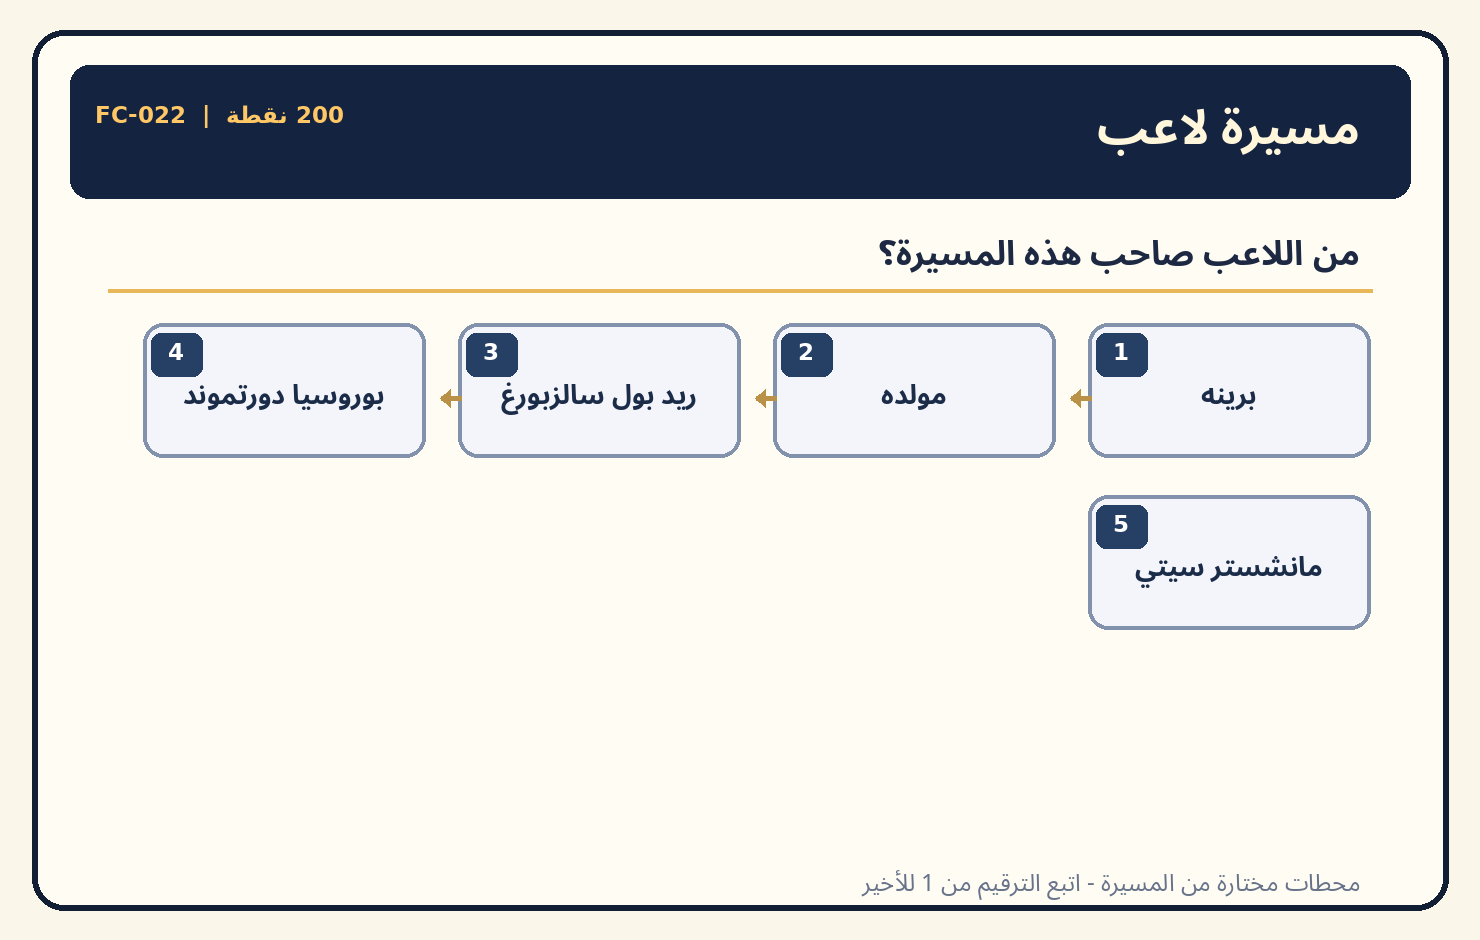 مسيرة لاعب
200 نقطة | FC-022
من اللاعب صاحب هذه المسيرة؟
1
برينه
2
مولده
3
ريد بول سالزبورغ
4
بوروسيا دورتموند
5
مانشستر سيتي
محطات مختارة من المسيرة - اتبع الترقيم من 1 للأخير